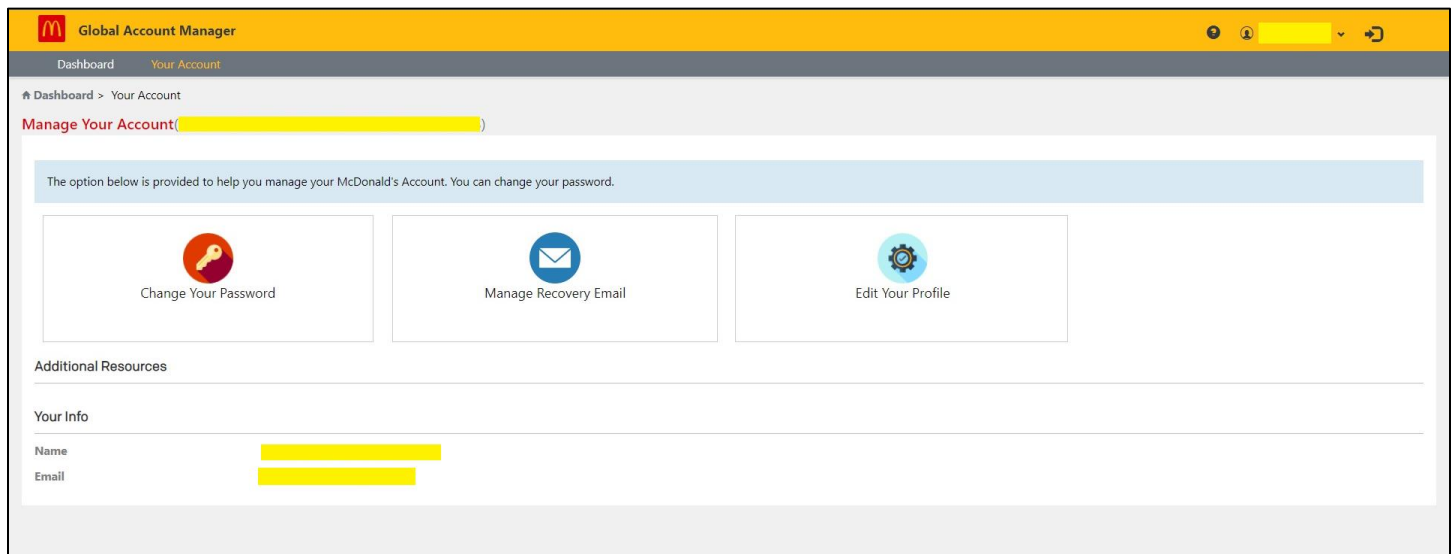 Global Account Manager
Dashboard Your Account
Dashboard > Your Account
Manage Your Account( )
The option below is provided to help you manage your McDonald's Account. You can change your password.
Change Your Password Manage Recovery Email Edit Your Profile
Additional Resources
Your Info
Name
Email